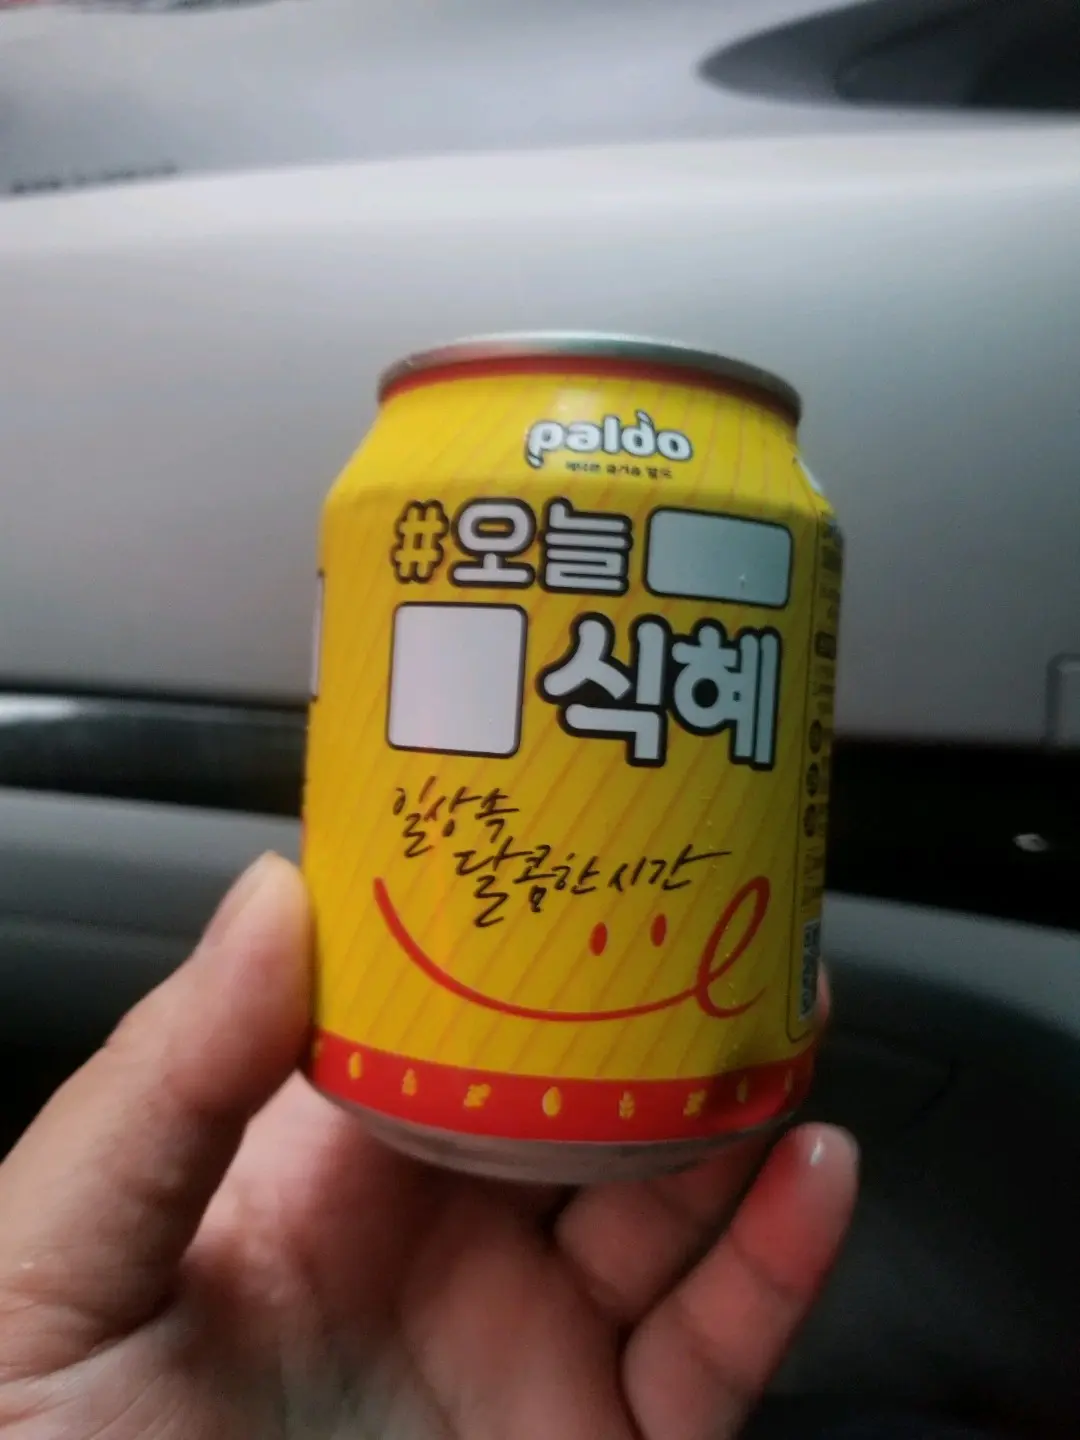 paldo
#오늘
식혜
일상 속
달콤한 시간